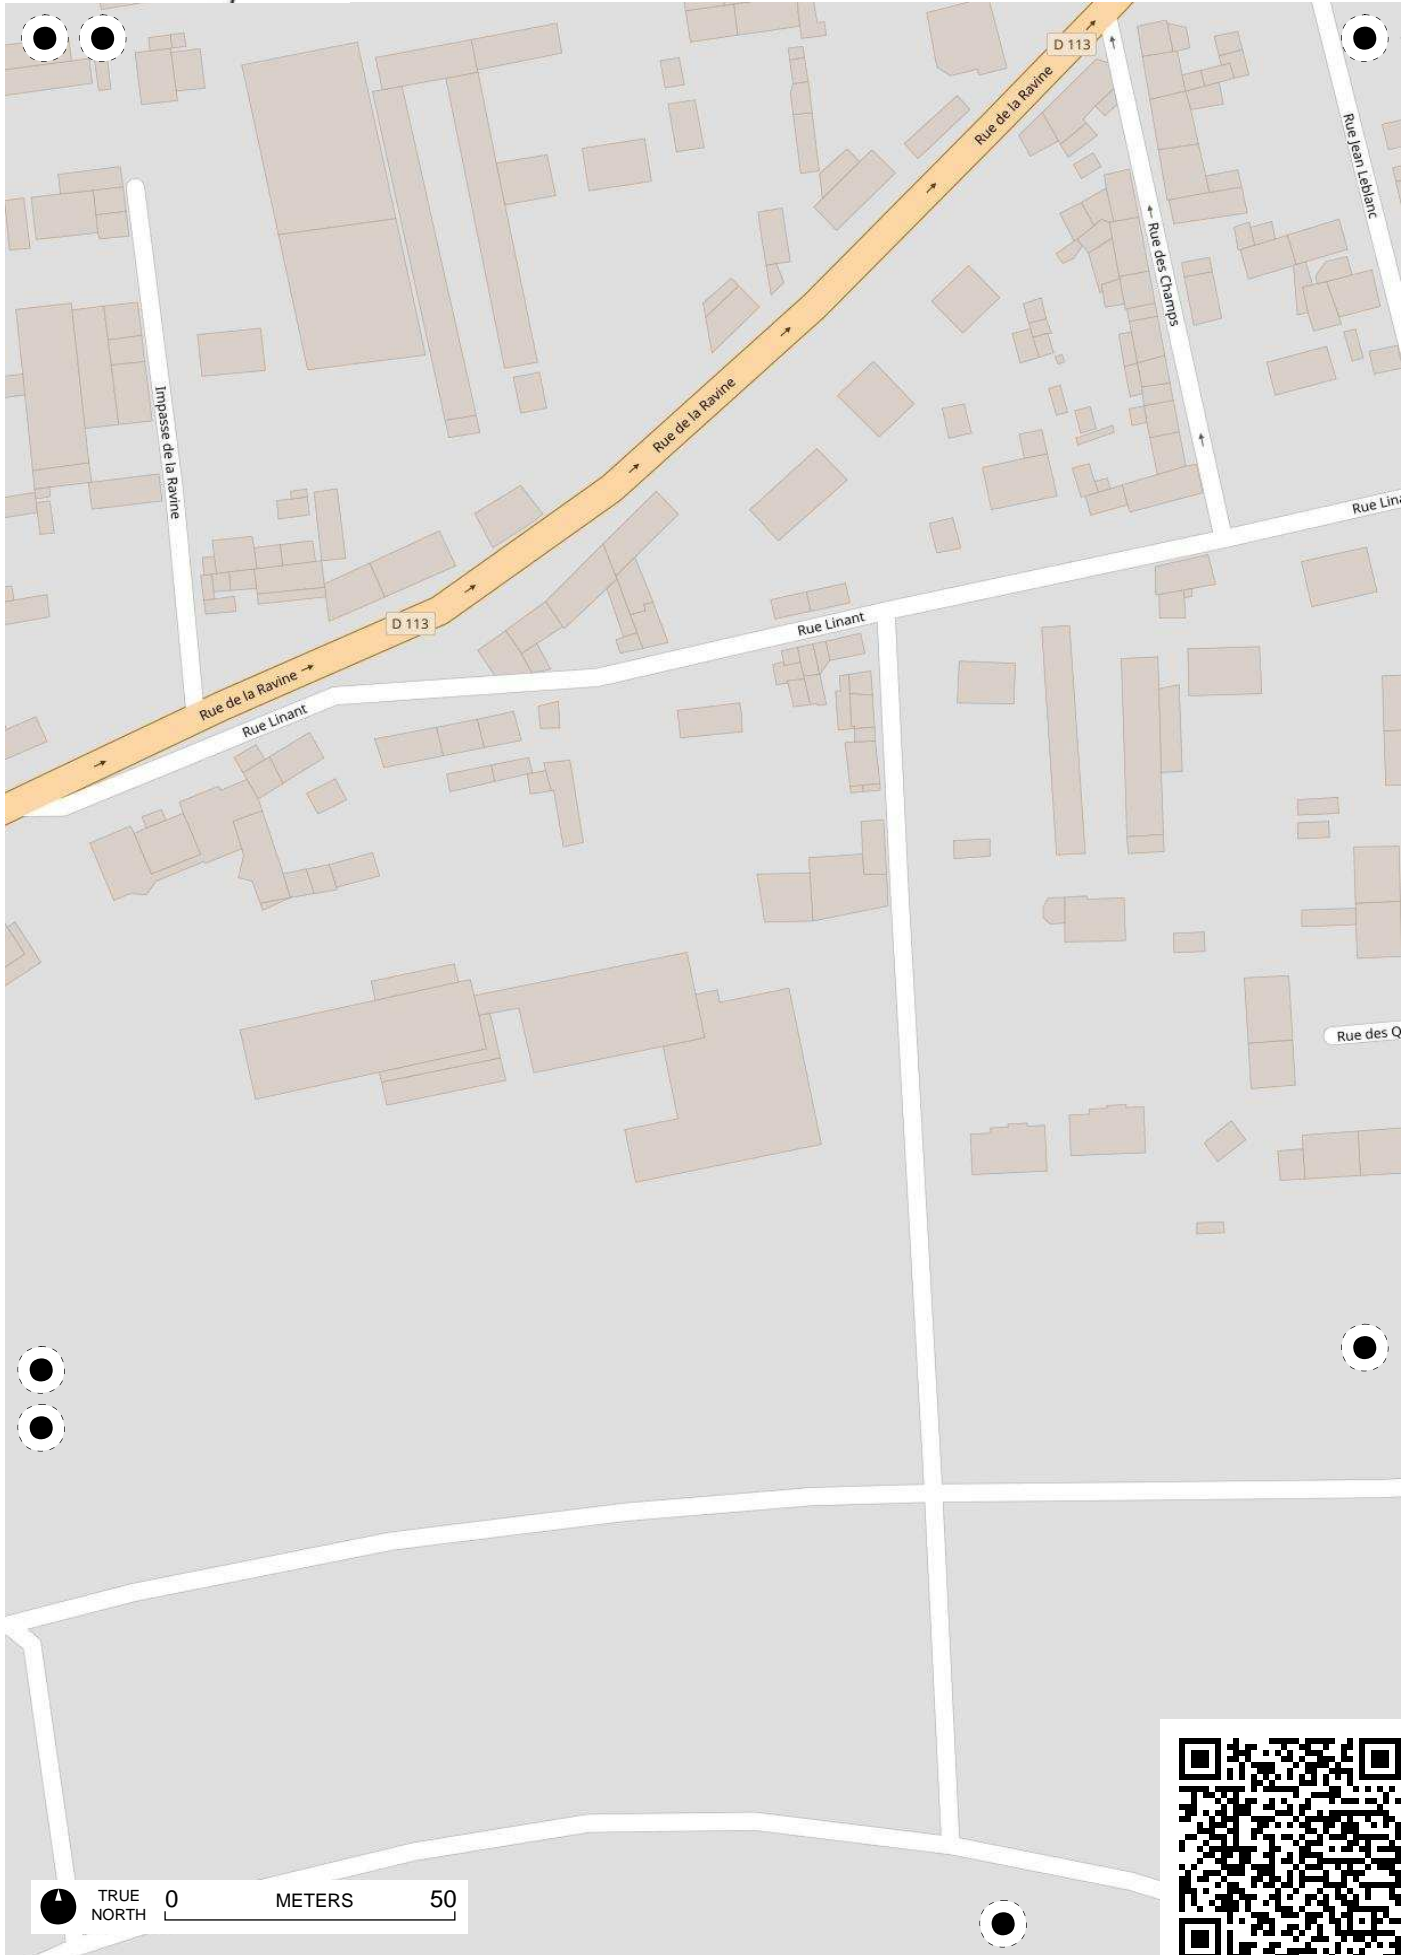 D 113
Rue de la Ravine
Rue Jean Leblanc
Rue des Champs
Impasse de la Ravine
Rue de la Ravine
Rue Lina
D 113
Rue Linant
Rue de la Ravine
Rue Linant
Rue des Q
TRUE NORTH
0 METERS 50